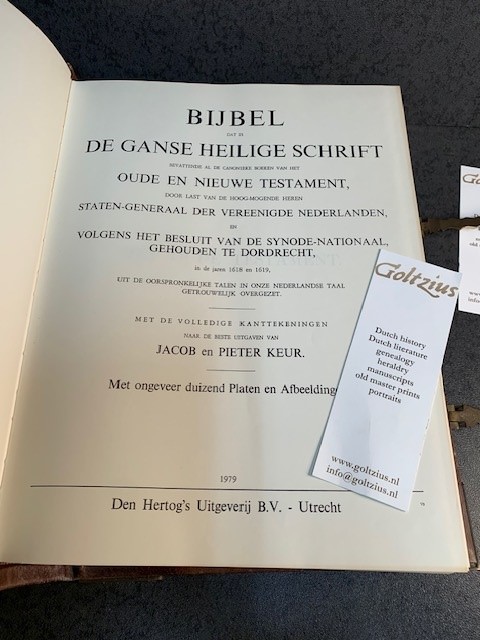 BIJBEL
DAT IS
DE GANSE HEILIGE SCHRIFT
BEVATTENDE AL DE CANONIEKE BOEKEN VAN HET
OUDE EN NIEUWE TESTAMENT,
DOOR LAST VAN DE HOOG-MOGENDE HEREN
STATEN-GENERAAL DER VEREENIGDE NEDERLANDEN,
EN
VOLGENS HET BESLUIT VAN DE SYNODE-NATIONAAL,
GEHOUDEN TE DORDRECHT,
in de jaren 1618 en 1619,
UIT DE OORSPRONKELIJKE TALEN IN ONZE NEDERLANDSE TAAL
GETROUWELIJK OVERGEZET.
MET DE VOLLEDIGE KANTTEKENINGEN
NAAR DE BESTE UITGAVEN VAN
JACOB en PIETER KEUR.
Met ongeveer duizend Platen en Afbeelding
1979
Den Hertog's Uitgeverij B.V. - Utrecht
Goltzius
Dutch history
Dutch literature
genealogy
heraldry
manuscripts
old master prints
portraits
www.goltzius.nl
info@goltzius.nl